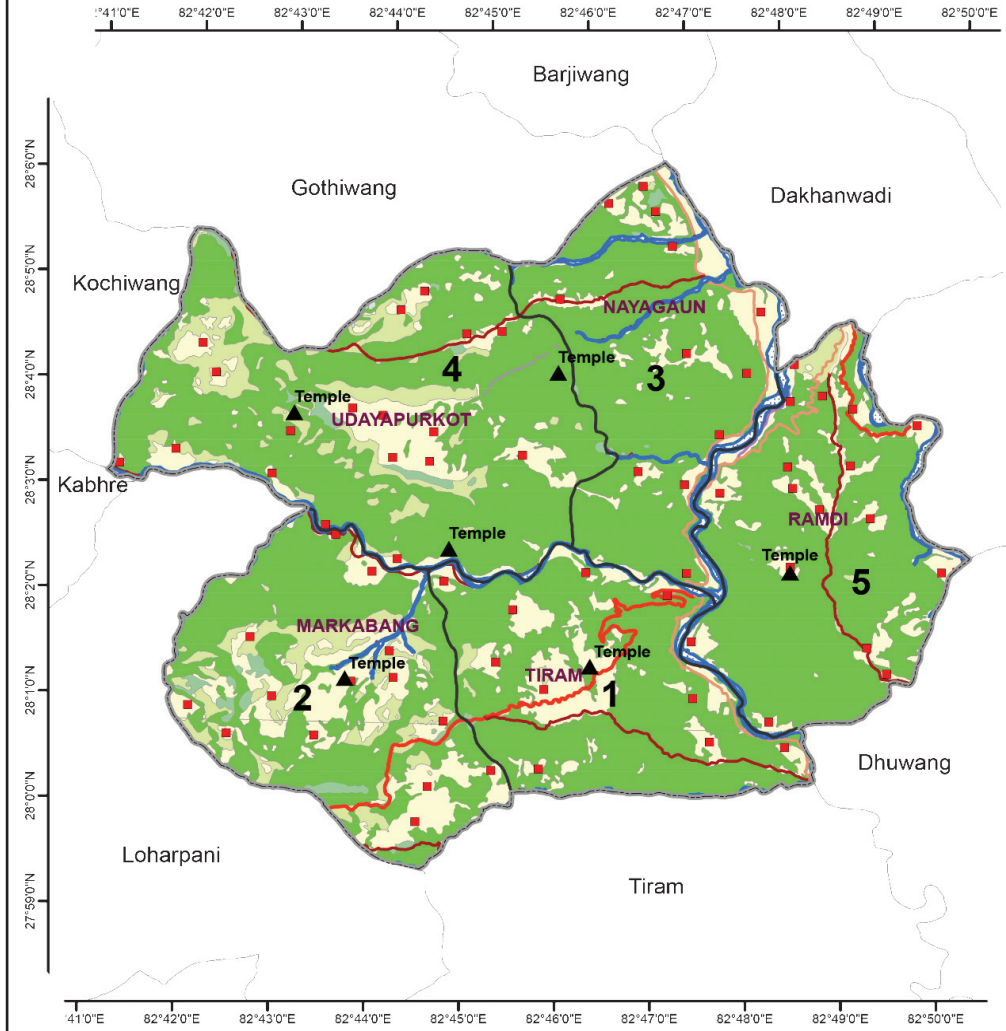 '41'0"E 82°42'0"E 82°43'0"E 82°44'0"E 82°45'0"E 82°46'0"E 82°47'0"E 82°48'0"E 82°49'0"E 82°50'0"E
Barjiwang
28°6'0"N
Gothiwang
Dakhanwadi
28°5'0"N
Kochiwang
NAYAGAUN
28°4'0"N
4
Temple
3
Temple
UDAYAPURKOT
28°3'0"N
Kabhre
RAMDI
Temple
Temple
5
28°2'0"N
MARKABANG
Temple
Temple
TIRAM
28°1'0"N
2
1
Dhuwang
28°0'0"N
Loharpani
Tiram
27°59'0"N
'41'0"E 82°42'0"E 82°43'0"E 82°44'0"E 82°45'0"E 82°46'0"E 82°47'0"E 82°48'0"E 82°49'0"E 82°50'0"E